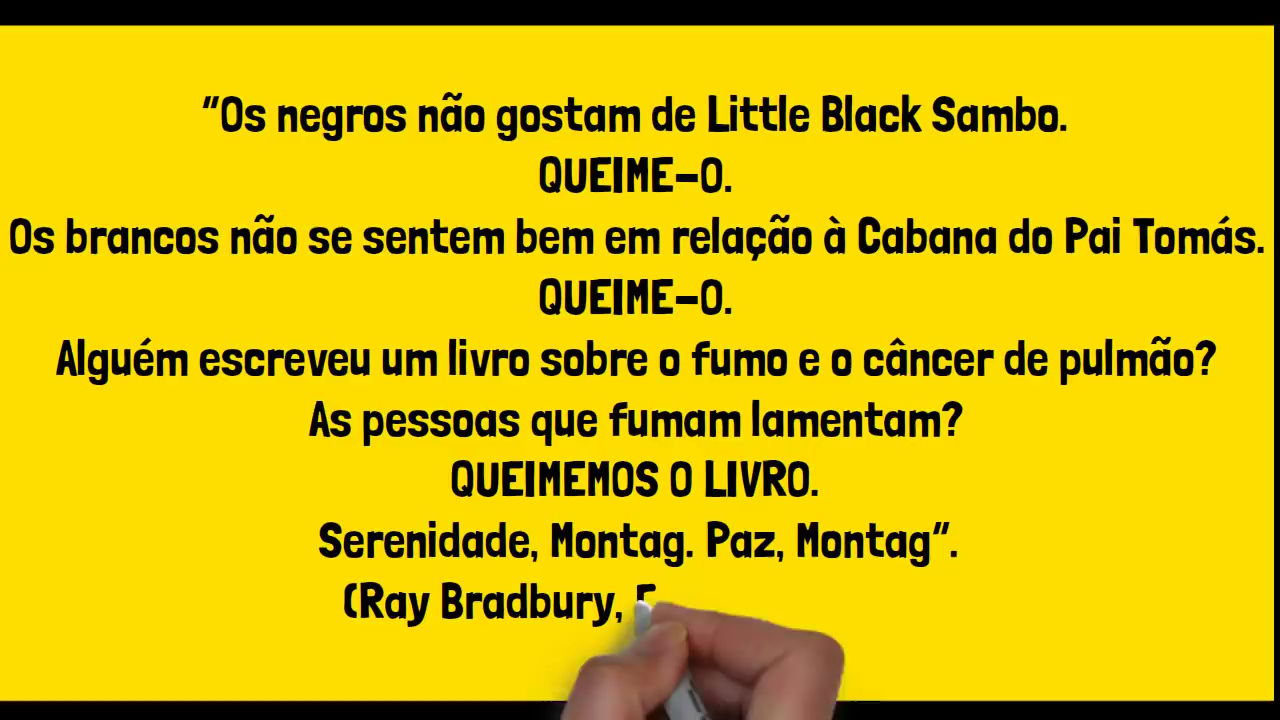 “Os negros não gostam de Little Black Sambo.
QUEIME-O.
Os brancos não se sentem bem em relação à Cabana do Pai Tomás.
QUEIME-O.
Alguém escreveu um livro sobre o fumo e o câncer de pulmão?
As pessoas que fumam lamentam?
QUEIMEMOS O LIVRO.
Serenidade, Montag. Paz, Montag”.
(Ray Bradbury,